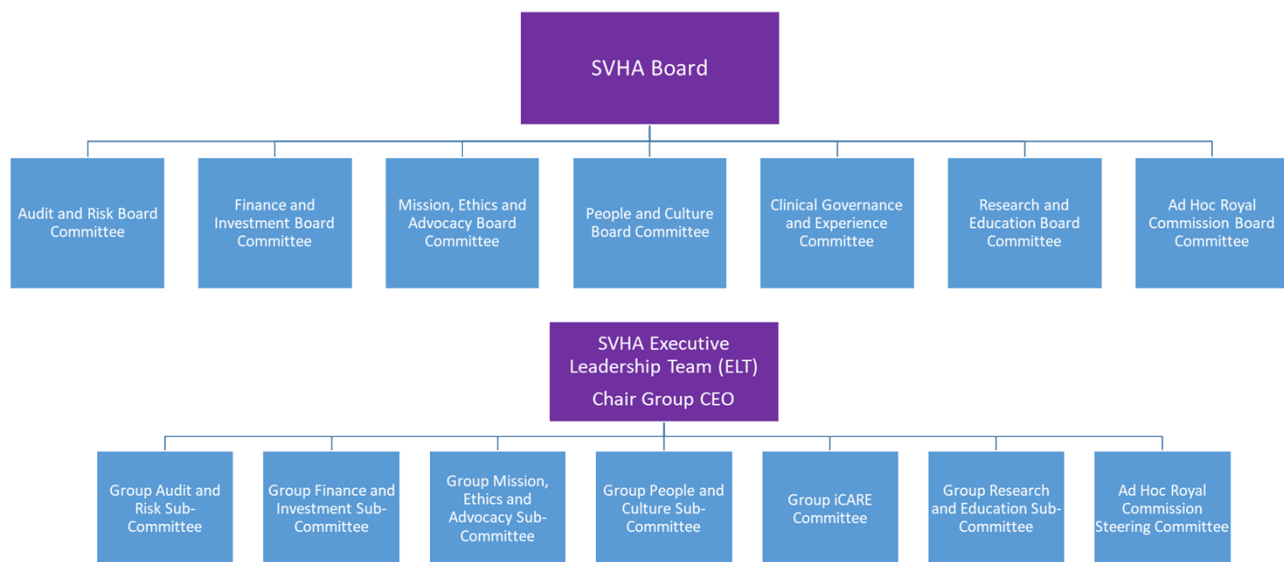 SVHA Board
Audit and Risk Board
Committee
Finance and
Investment Board
Committee
Mission, Ethics and
Advocacy Board
Committee
People and Culture
Board Committee
Clinical Governance
and Experience
Committee
Research and
Education Board
Committee
Ad Hoc Royal
Commission Board
Committee
SVHA Executive
Leadership Team (ELT)
Chair Group CEO
Group Audit and
Risk Sub-
Committee
Group Finance and
Investment Sub-
Committee
Group Mission,
Ethics and
Advocacy Sub-
Committee
Group People and
Culture Sub-
Committee
Group iCARE
Committee
Group Research
and Education Sub-
Committee
Ad Hoc Royal
Commission
Steering Committee